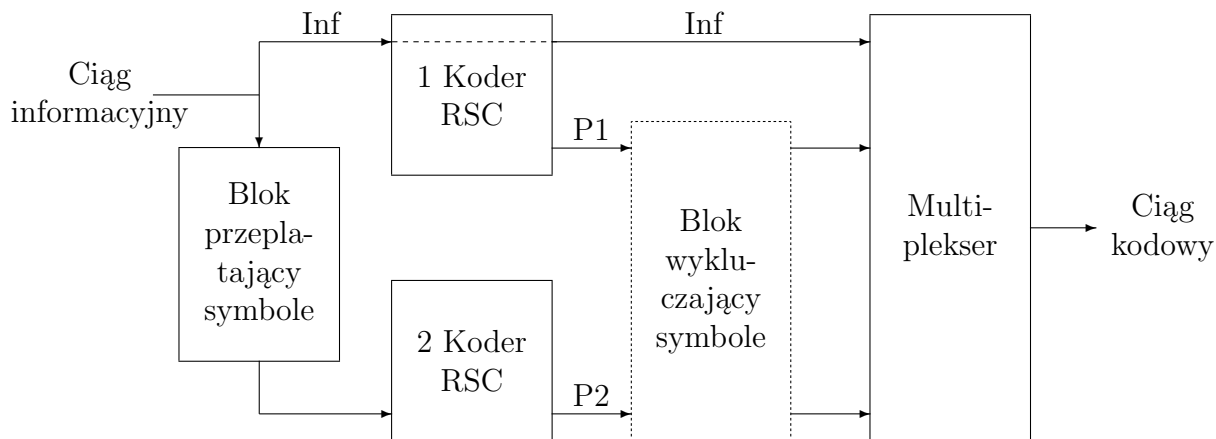 Inf
Inf
Ciąg
informacyjny
1 Koder
RSC
P1
Blok
przepla-
tający
symbole
Blok
wyklu-
czający
symbole
Multi-
plekser
Ciąg
kodowy
2 Koder
RSC
P2